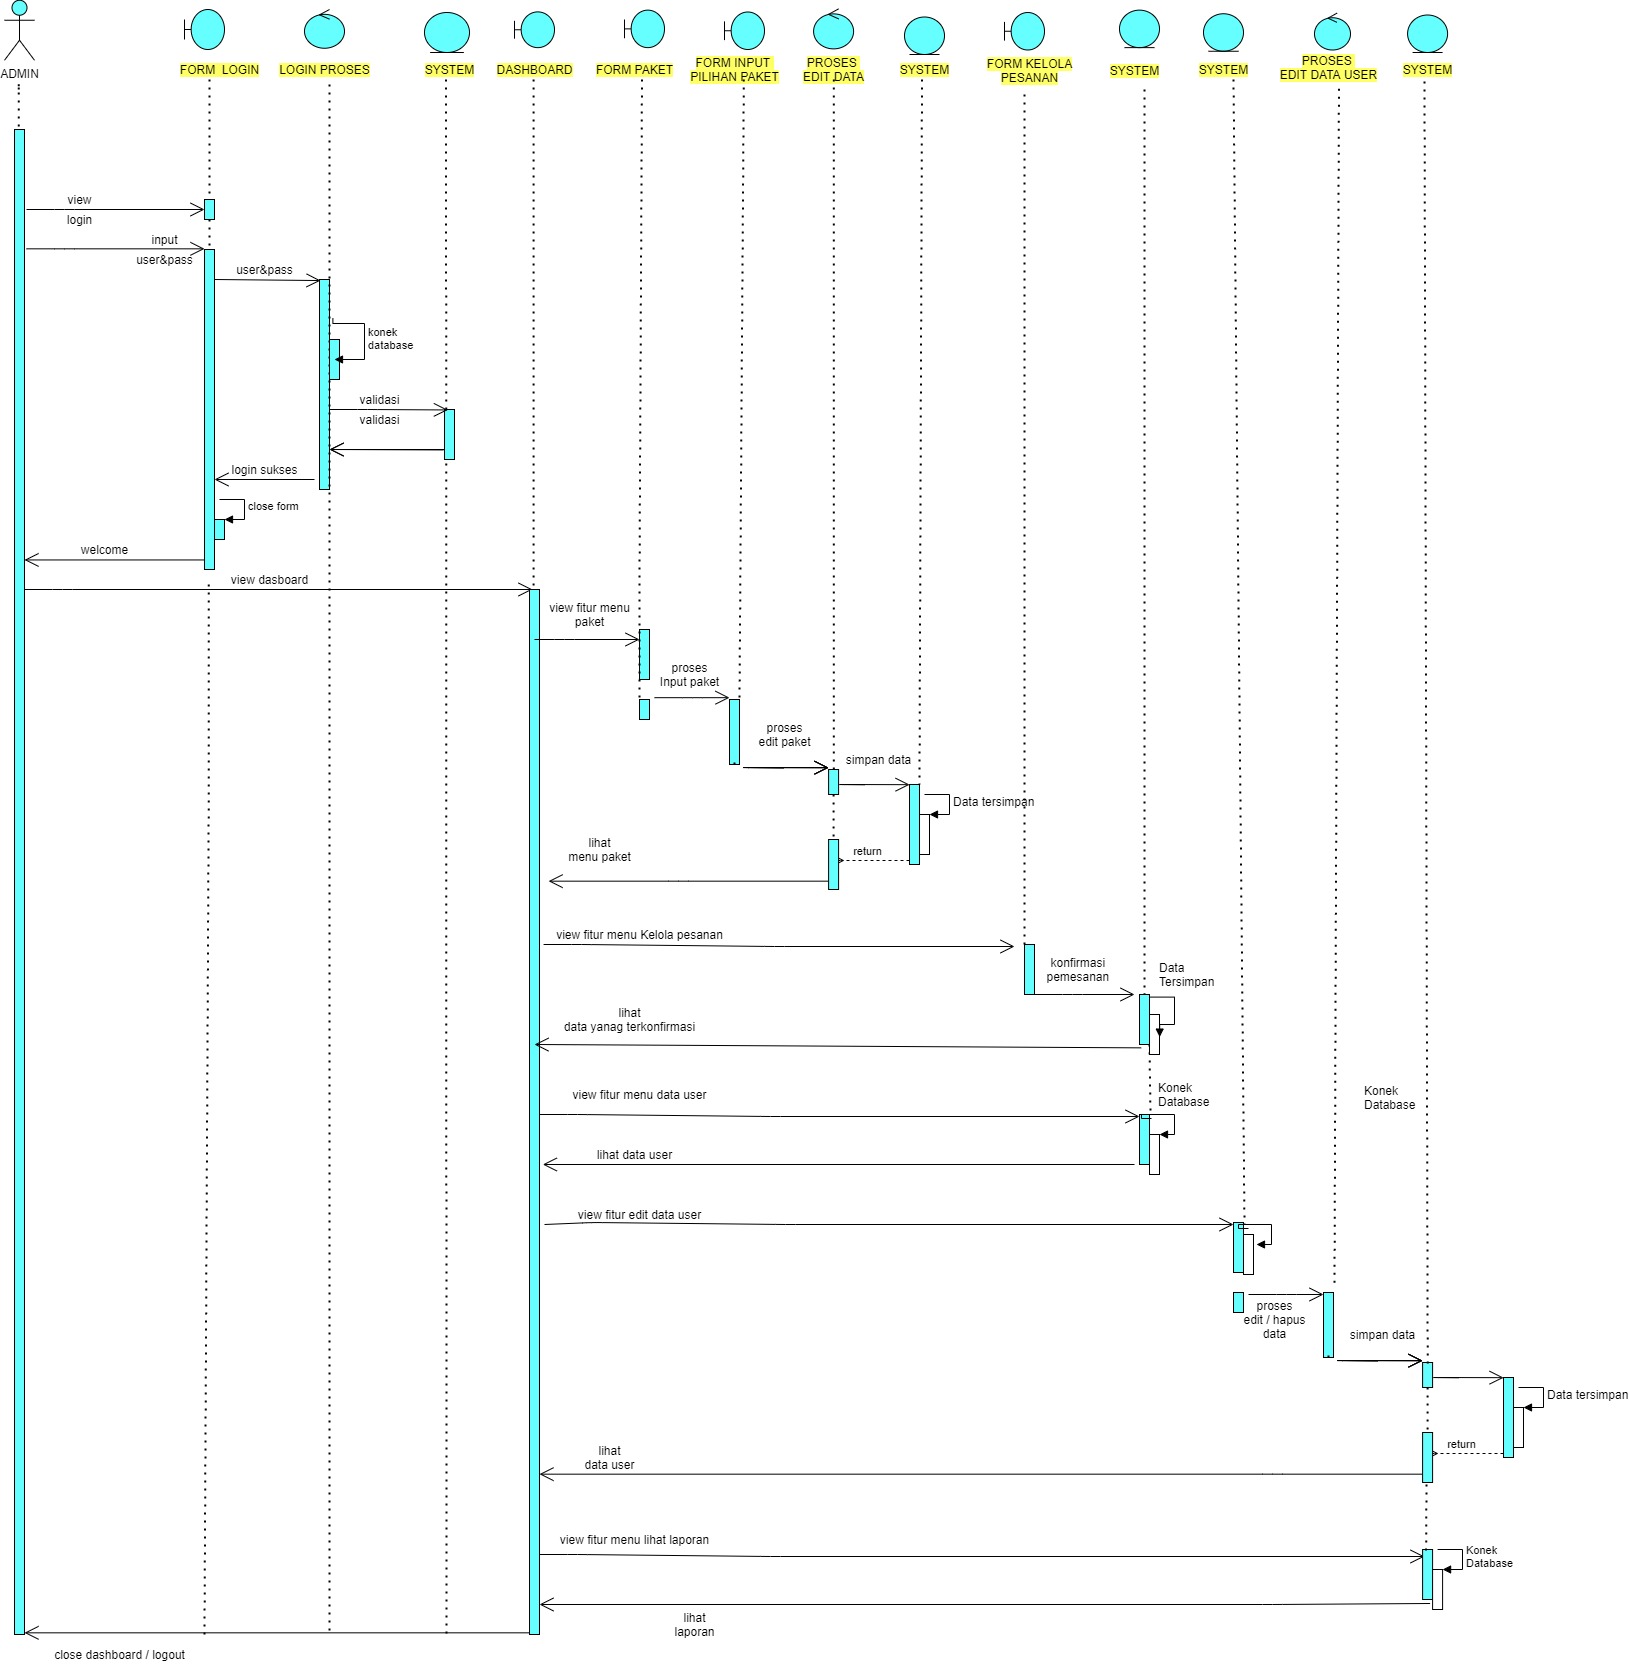 ADMIN
FORM  LOGIN
LOGIN PROSES
SYSTEM
DASHBOARD
FORM PAKET
FORM INPUT
PILIHAN PAKET
PROSES
EDIT DATA
SYSTEM
FORM KELOLA
PESANAN
SYSTEM
SYSTEM
PROSES
EDIT DATA USER
SYSTEM
view
login
input
user&pass
user&pass
konek
database
validasi
validasi
login sukses
close form
welcome
view dasboard
view fitur menu
paket
proses
Input paket
proses
edit paket
simpan data
Data tersimpan
return
lihat
menu paket
view fitur menu Kelola pesanan
konfirmasi
pemesanan
Data
Tersimpan
lihat
data yanag terkonfirmasi
view fitur menu data user
Konek
Database
Konek
Database
lihat data user
view fitur edit data user
proses
edit / hapus
data
simpan data
Data tersimpan
return
lihat
data user
view fitur menu lihat laporan
Konek
Database
lihat
laporan
close dashboard / logout